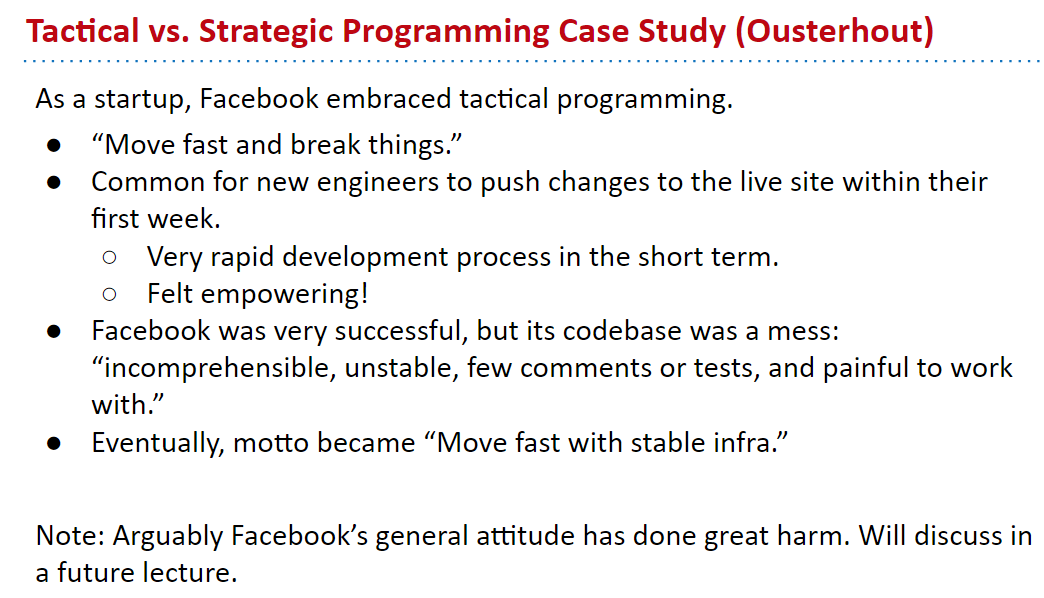 Tactical vs. Strategic Programming Case Study (Ousterhout)
As a startup, Facebook embraced tactical programming.
● “Move fast and break things.”
● Common for new engineers to push changes to the live site within their
first week.
○ Very rapid development process in the short term.
○ Felt empowering!
● Facebook was very successful, but its codebase was a mess:
“incomprehensible, unstable, few comments or tests, and painful to work
with.”
● Eventually, motto became “Move fast with stable infra.”
Note: Arguably Facebook’s general attitude has done great harm. Will discuss in
a future lecture.